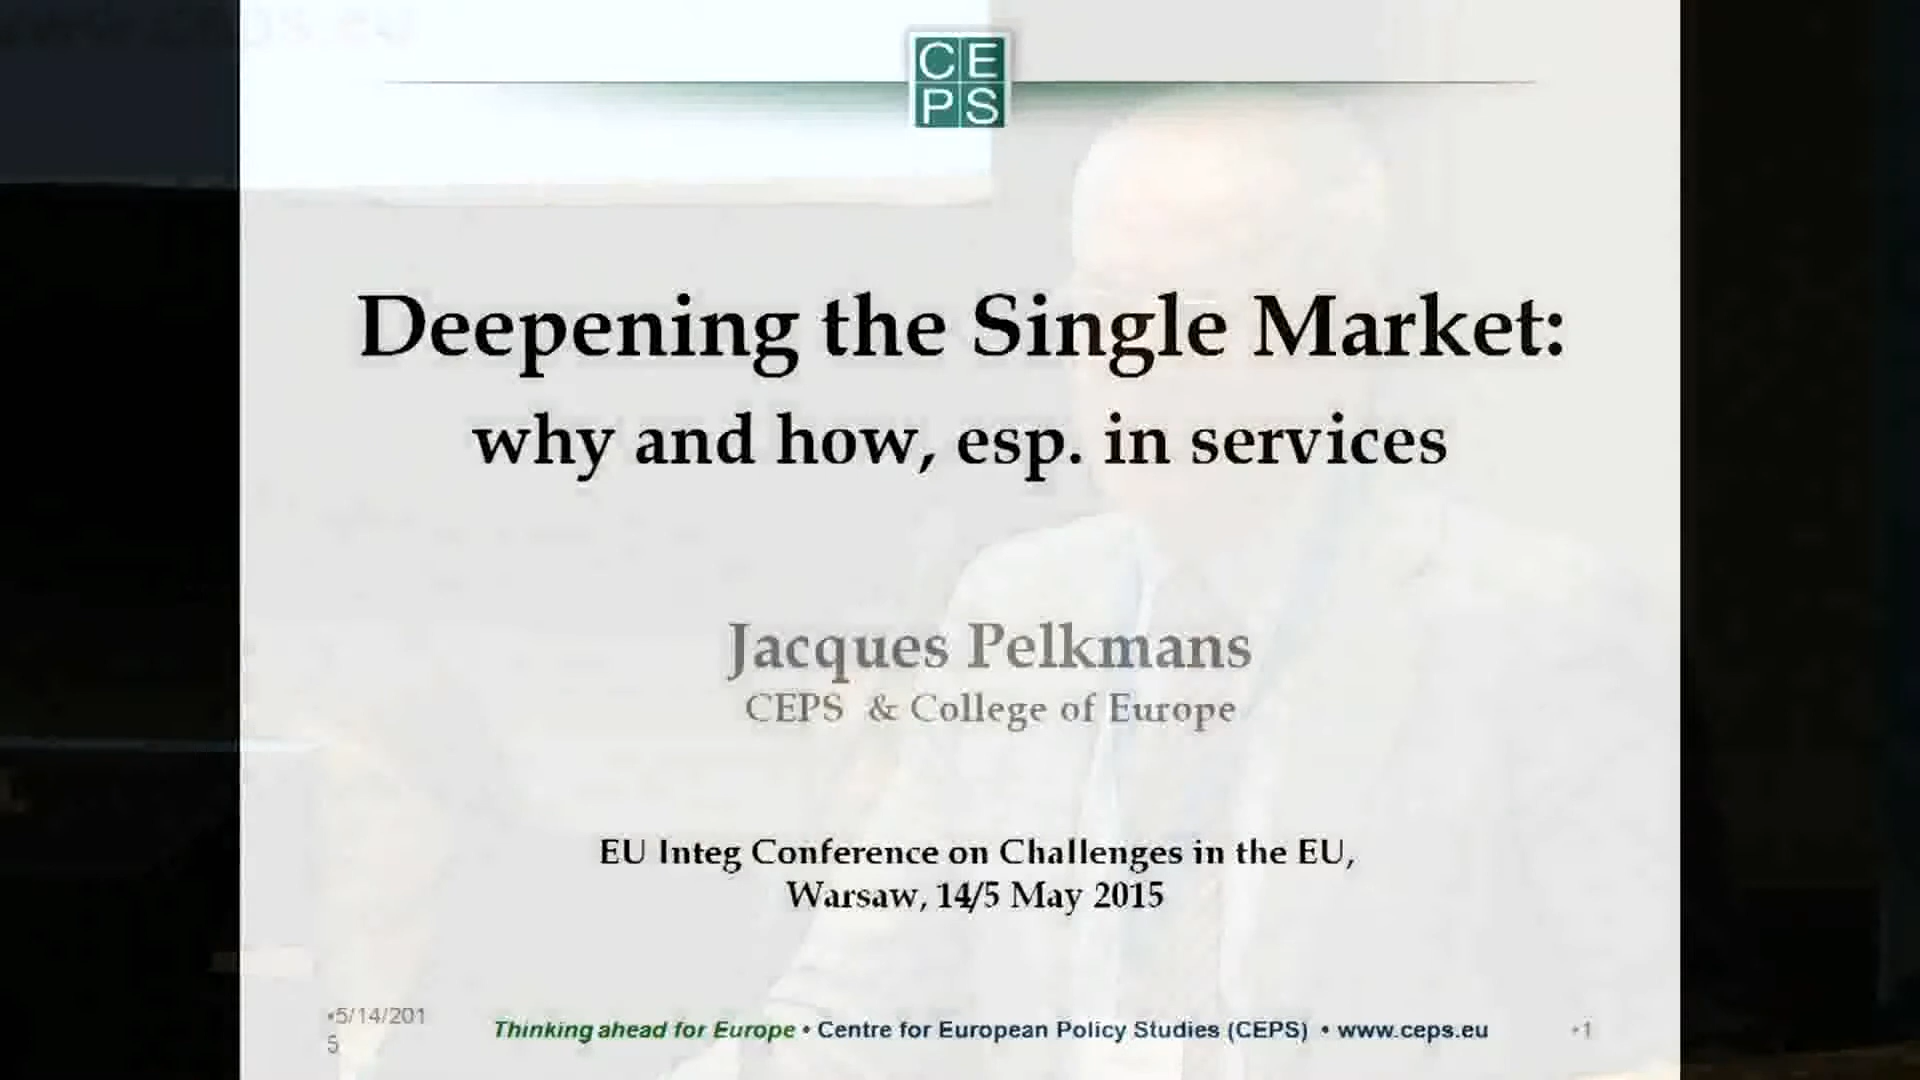 CE
PS
Deepening the Single Market:
why and how, esp. in services
Jacques Pelkmans
CEPS & College of Europe
EU Integ Conference on Challenges in the EU,
Warsaw, 14/5 May 2015
•5/14/201
5
Thinking ahead for Europe • Centre for European Policy Studies (CEPS) • www.ceps.eu
•1